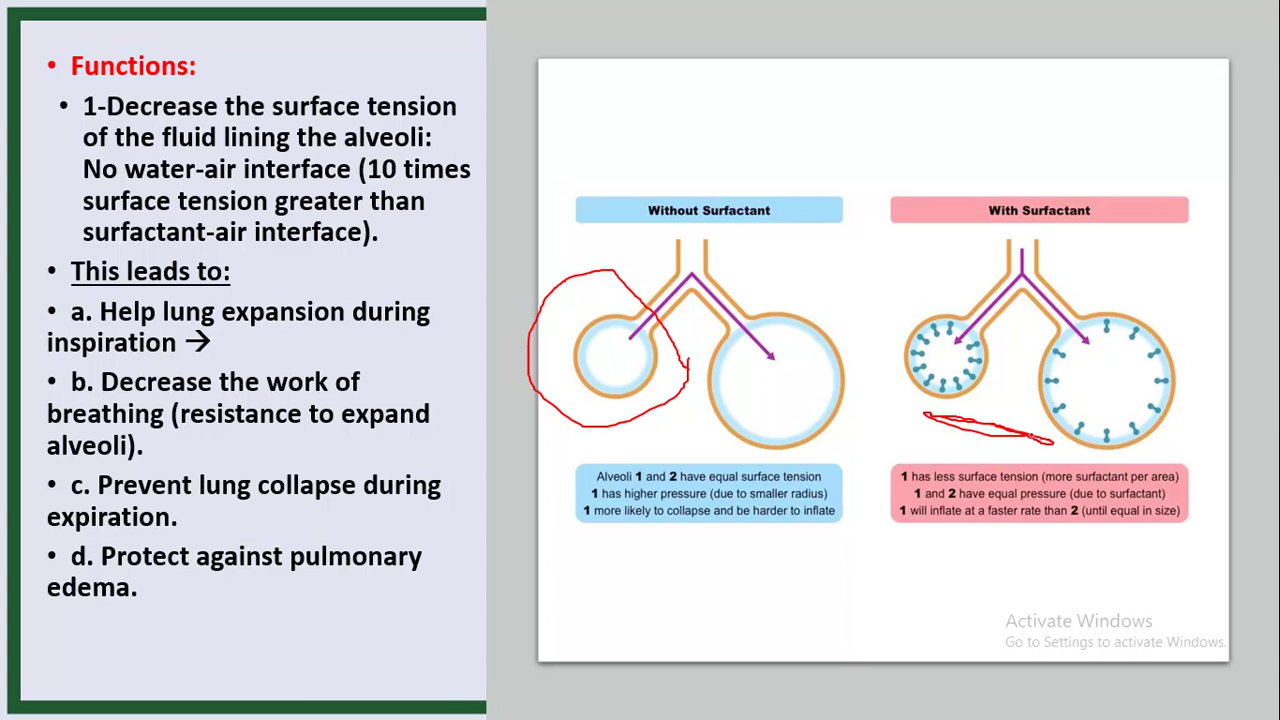 • Functions:
• 1-Decrease the surface tension
of the fluid lining the alveoli:
No water-air interface (10 times
surface tension greater than
surfactant-air interface).
• This leads to:
• a. Help lung expansion during
inspiration →
• b. Decrease the work of
breathing (resistance to expand
alveoli).
• c. Prevent lung collapse during
expiration.
• d. Protect against pulmonary
edema.
Without Surfactant
Alveoli 1 and 2 have equal surface tension
1 has higher pressure (due to smaller radius)
1 more likely to collapse and be harder to inflate
With Surfactant
1 has less surface tension (more surfactant per area)
1 and 2 have equal pressure (due to surfactant)
1 will inflate at a faster rate than 2 (until equal in size)
Activate Windows
Go to Settings to activate Windows.